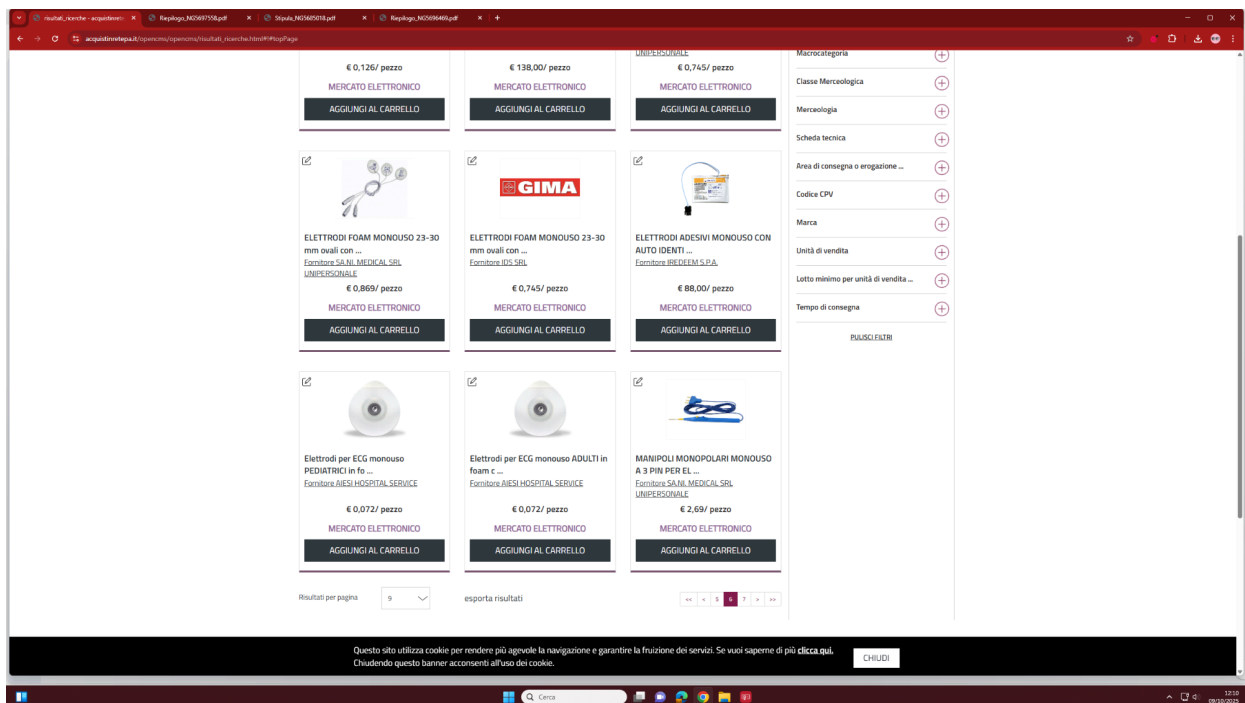 risultati_ricerche - acquistinrete
Riepilogo_NG5697558.pdf
Stipula_NG5685018.pdf
Riepilogo_NG5696469.pdf
acquistinretepa.it/opencms/opencms/risultati_ricerche.html#!#topPage
UNIPERSONALE
€ 0,126/ pezzo
€ 138,00/ pezzo
€ 0,745/ pezzo
MERCATO ELETTRONICO
MERCATO ELETTRONICO
MERCATO ELETTRONICO
AGGIUNGI AL CARRELLO
AGGIUNGI AL CARRELLO
AGGIUNGI AL CARRELLO
GIMA
ELETTRODI FOAM MONOUSO 23-30
mm ovali con ...
Fornitore SA.NI. MEDICAL SRL
UNIPERSONALE
€ 0,869/ pezzo
MERCATO ELETTRONICO
AGGIUNGI AL CARRELLO
ELETTRODI FOAM MONOUSO 23-30
mm ovali con ...
Fornitore IDS SRL
€ 0,745/ pezzo
MERCATO ELETTRONICO
AGGIUNGI AL CARRELLO
ELETTRODI ADESIVI MONOUSO CON
AUTO IDENTI ...
Fornitore IREDEEM S.P.A.
€ 88,00/ pezzo
MERCATO ELETTRONICO
AGGIUNGI AL CARRELLO
Elettrodi per ECG monouso
PEDIATRICI in fo ...
Fornitore AIESI HOSPITAL SERVICE
€ 0,072/ pezzo
MERCATO ELETTRONICO
AGGIUNGI AL CARRELLO
Elettrodi per ECG monouso ADULTI in
foam c ...
Fornitore AIESI HOSPITAL SERVICE
€ 0,072/ pezzo
MERCATO ELETTRONICO
AGGIUNGI AL CARRELLO
MANIPOLI MONOPOLARI MONOUSO
A 3 PIN PER EL ...
Fornitore SA.NI. MEDICAL SRL
UNIPERSONALE
€ 2,69/ pezzo
MERCATO ELETTRONICO
AGGIUNGI AL CARRELLO
Macrocategoria
Classe Merceologica
Merceologia
Scheda tecnica
Area di consegna o erogazione ...
Codice CPV
Marca
Unità di vendita
Lotto minimo per unità di vendita ...
Tempo di consegna
PULISCI FILTRI
Risultati per pagina 9
esporta risultati
<< < 5 6 7 > >>
Questo sito utilizza cookie per rendere più agevole la navigazione e garantire la fruizione dei servizi. Se vuoi saperne di più clicca qui.
Chiudendo questo banner acconsenti all'uso dei cookie.
CHIUDI
Cerca
12:10
09/10/2025